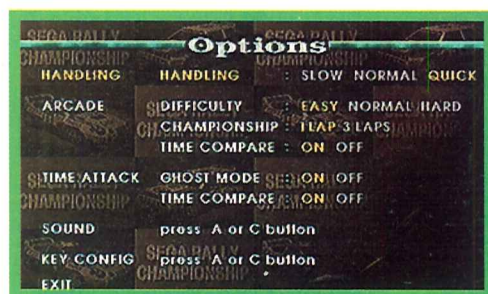 Options
HANDLING HANDLING : SLOW NORMAL QUICK
ARCADE DIFFICULTY : EASY NORMAL HARD
CHAMPIONSHIP : 1 LAP 3 LAPS
TIME COMPARE : ON OFF
TIME ATTACK GHOST MODE : ON OFF
TIME COMPARE : ON OFF
SOUND press A or C button
KEY CONFIG press A or C button
EXIT
SEGA RALLY
CHAMPIONSHIP